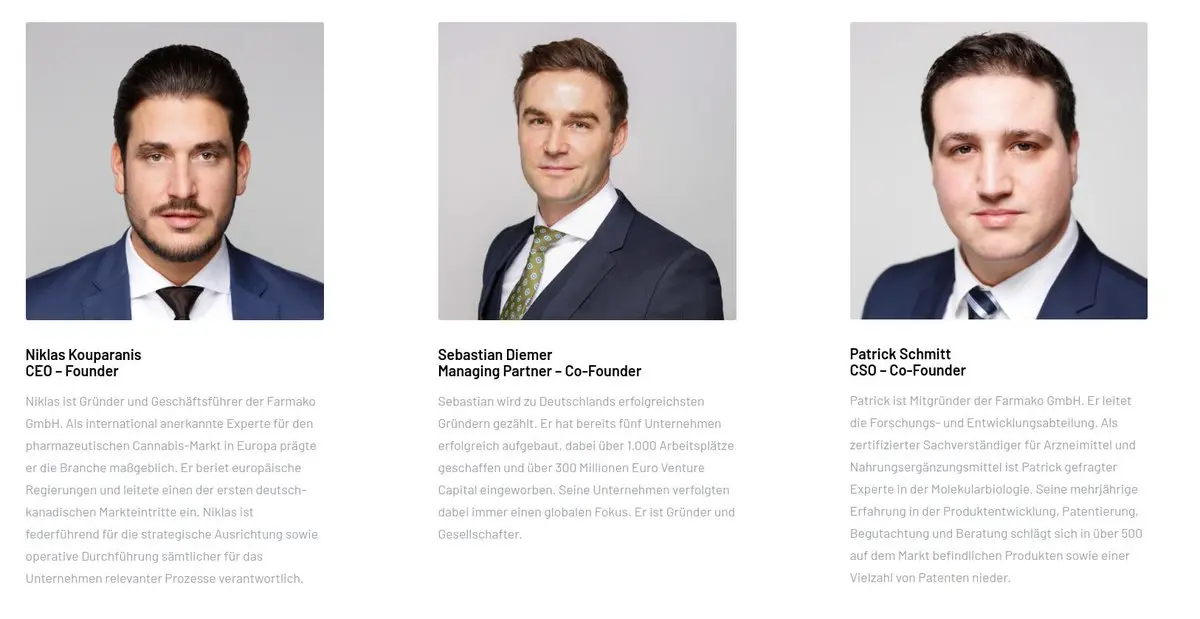 Niklas Kouparanis
CEO – Founder
Niklas ist Gründer und Geschäftsführer der Farmako
GmbH. Als international anerkannte Experte für den
pharmazeutischen Cannabis-Markt in Europa prägte
er die Branche maßgeblich. Er beriet europäische
Regierungen und leitete einen der ersten deutsch-
kanadischen Markteintritte ein. Niklas ist
federführend für die strategische Ausrichtung sowie
operative Durchführung sämtlicher für das
Unternehmen relevanter Prozesse verantwortlich.
Sebastian Diemer
Managing Partner – Co-Founder
Sebastian wird zu Deutschlands erfolgreichsten
Gründern gezählt. Er hat bereits fünf Unternehmen
erfolgreich aufgebaut, dabei über 1.000 Arbeitsplätze
geschaffen und über 300 Millionen Euro Venture
Capital eingeworben. Seine Unternehmen verfolgten
dabei immer einen globalen Fokus. Er ist Gründer und
Gesellschafter.
Patrick Schmitt
CSO – Co-Founder
Patrick ist Mitgründer der Farmako GmbH. Er leitet
die Forschungs- und Entwicklungsabteilung. Als
zertifizierter Sachverständiger für Arzneimittel und
Nahrungsergänzungsmittel ist Patrick gefragter
Experte in der Molekularbiologie. Seine mehrjährige
Erfahrung in der Produktentwicklung, Patentierung,
Begutachtung und Beratung schlägt sich in über 500
auf dem Markt befindlichen Produkten sowie einer
Vielzahl von Patenten nieder.